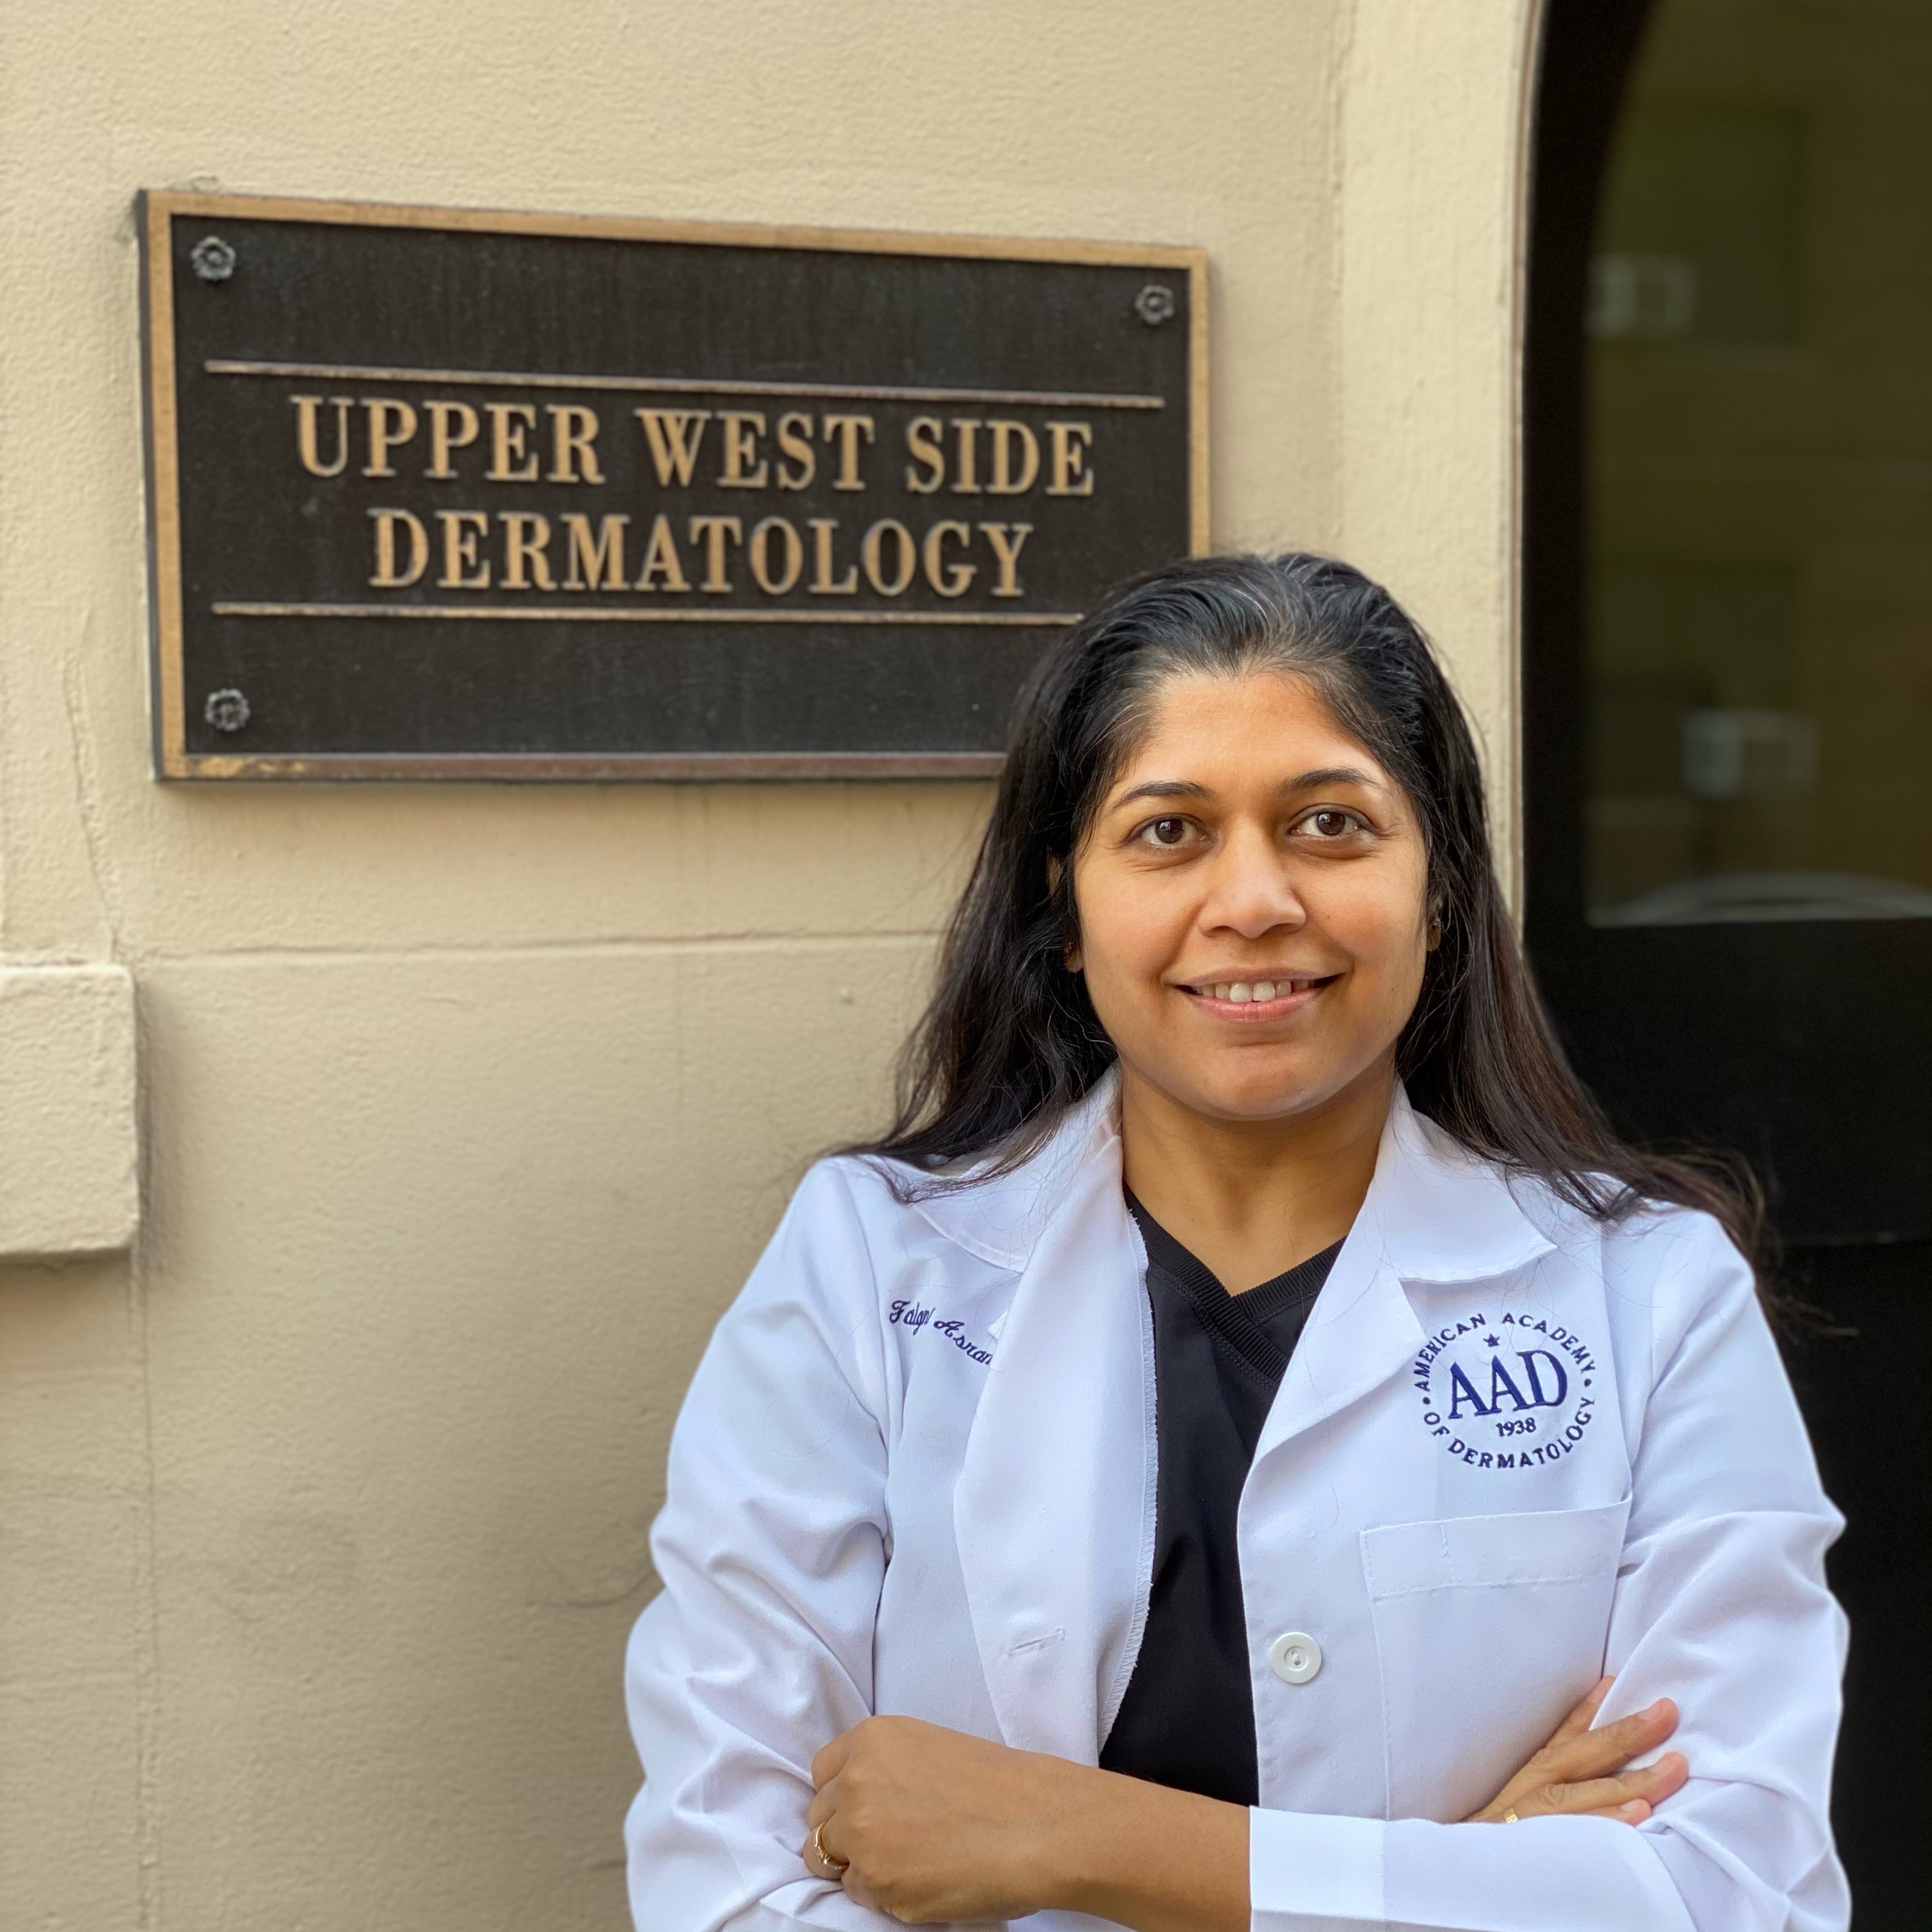 UPPER WEST SIDE
DERMATOLOGY
AMERICAN ACADEMY
AAD
1938
OF DERMATOLOGY